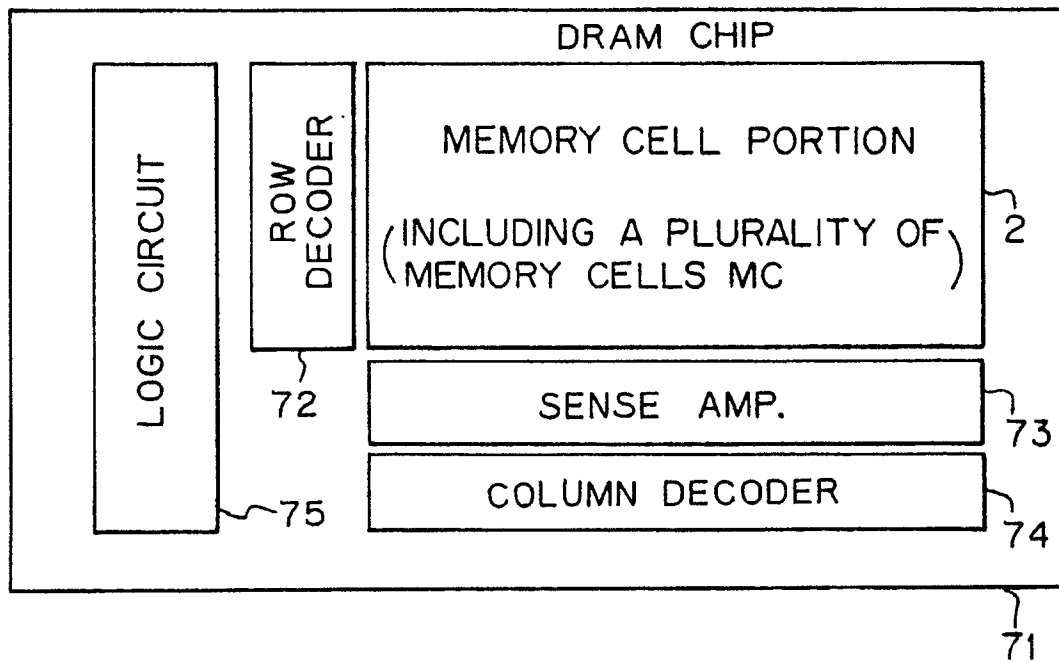 DRAM CHIP
LOGIC CIRCUIT
ROW
DECODER
MEMORY CELL PORTION
(INCLUDING A PLURALITY OF
MEMORY CELLS MC)
2
72
SENSE AMP.
73
COLUMN DECODER
75
74
71